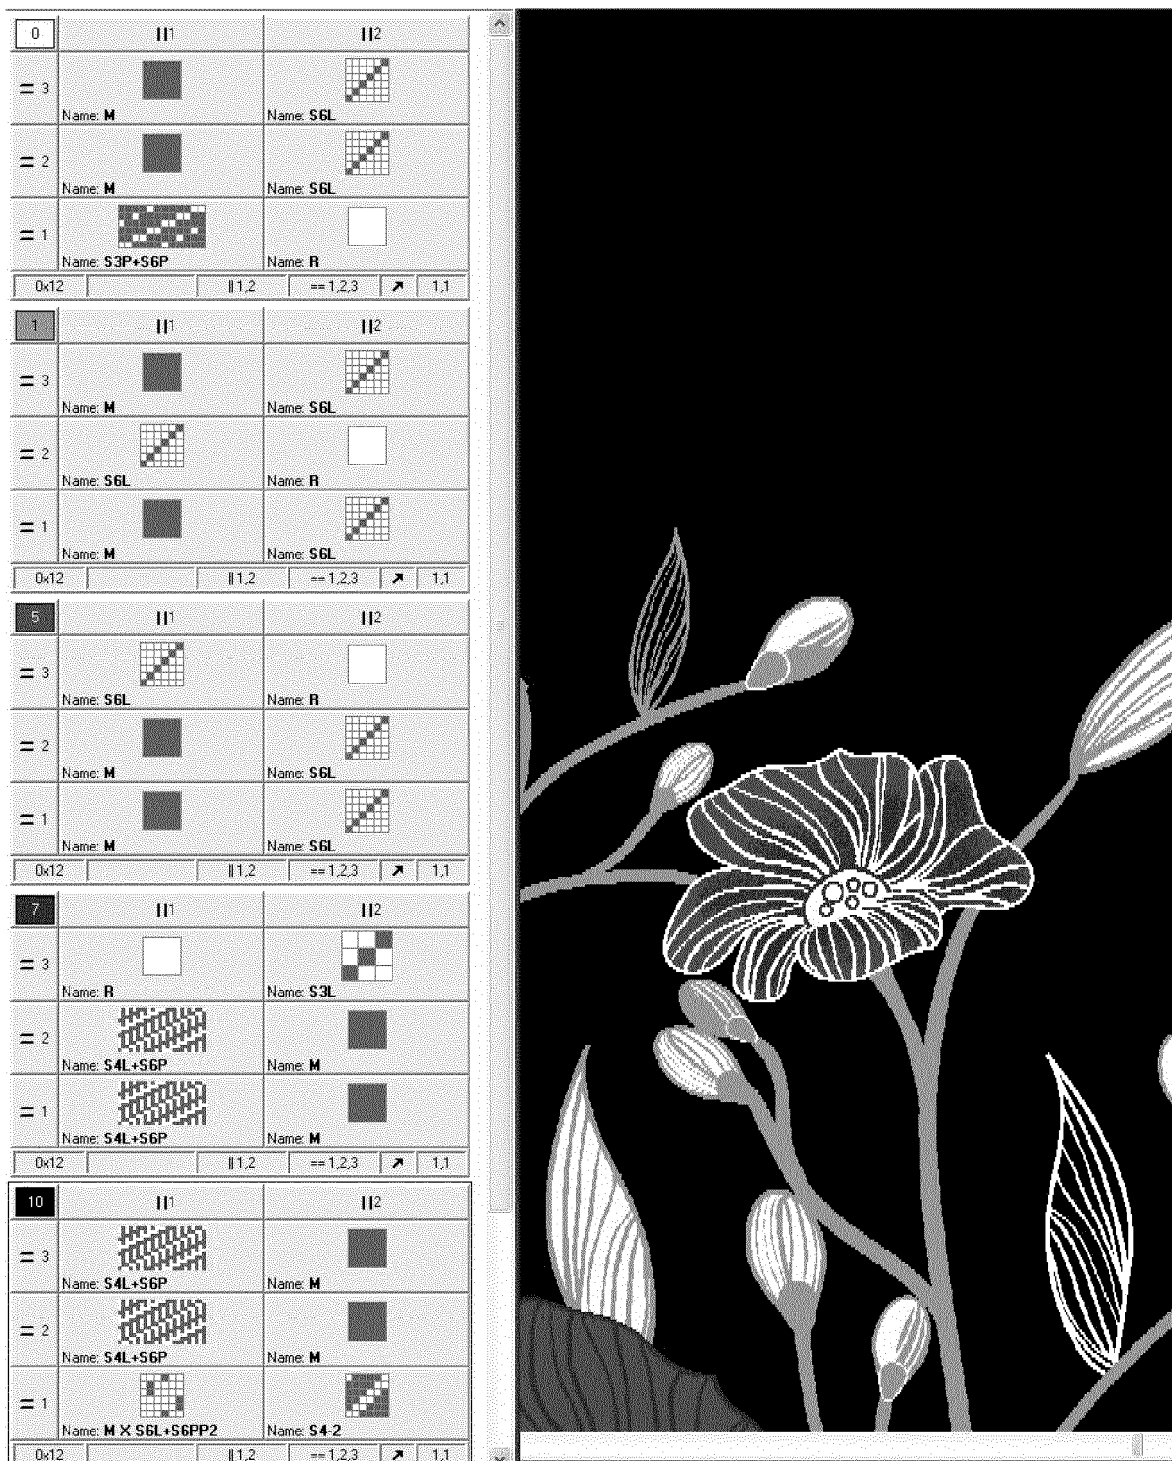 0 1 2
= 3
Name: M Name: S6L
= 2
Name: M Name: S6L
= 1
Name: S3P+S6P Name: R
0x12 1,2 == 1,2,3 1,1
1 1 2
= 3
Name: M Name: S6L
= 2
Name: S6L Name: R
= 1
Name: M Name: S6L
0x12 1,2 == 1,2,3 1,1
5 1 2
= 3
Name: S6L Name: R
= 2
Name: M Name: S6L
= 1
Name: M Name: S6L
0x12 1,2 == 1,2,3 1,1
7 1 2
= 3
Name: R Name: S3L
= 2
Name: S4L+S6P Name: M
= 1
Name: S4L+S6P Name: M
0x12 1,2 == 1,2,3 1,1
10 1 2
= 3
Name: S4L+S6P Name: M
= 2
Name: S4L+S6P Name: M
= 1
Name: M X S6L+S6PP2 Name: S4-2
0x12 1,2 == 1,2,3 1,1